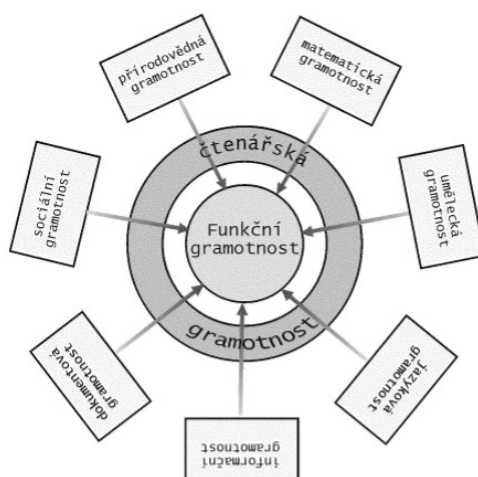 přírodovědná
gramotnost
matematická
gramotnost
čtenářská
sociální
gramotnost
umělecká
gramotnost
Funkční
gramotnost
gramotnost
dokumentová
gramotnost
jazyková
gramotnost
informační
gramotnost